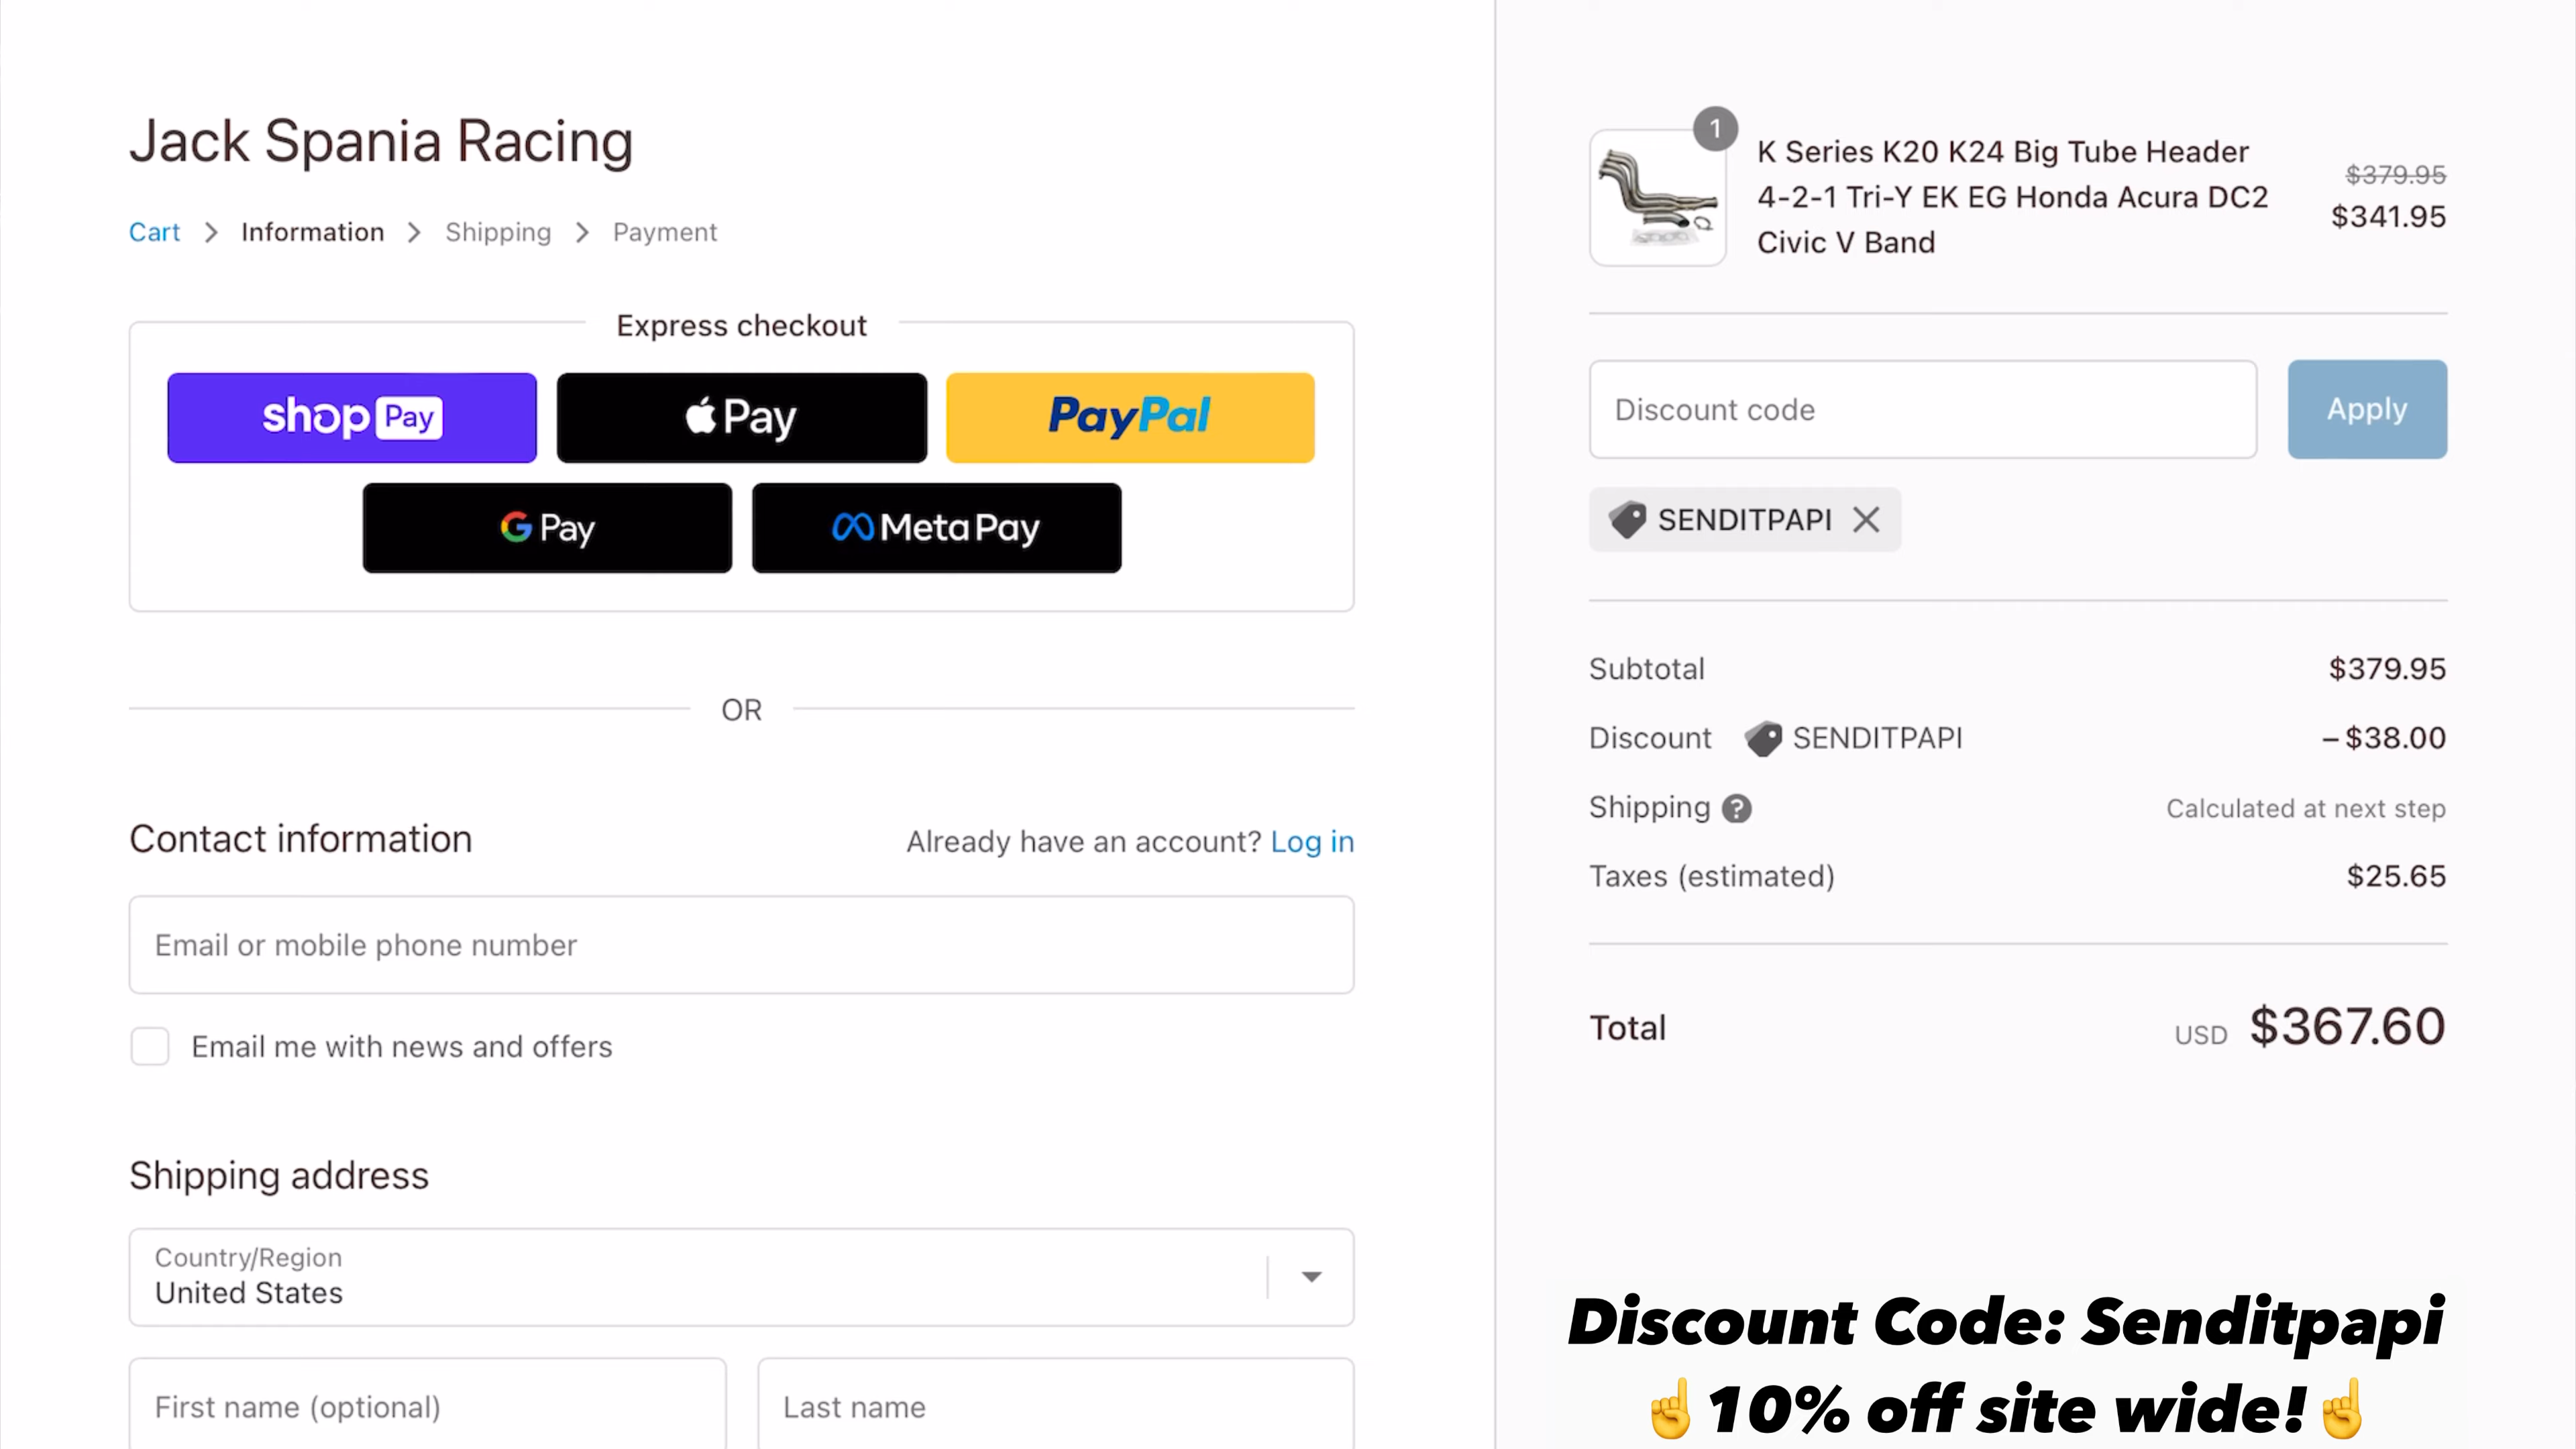 Jack Spania Racing
Cart > Information > Shipping > Payment
Express checkout
shop Pay
Pay
PayPal
G Pay
Meta Pay
OR
Contact information
Already have an account? Log in
Email or mobile phone number
Email me with news and offers
Shipping address
Country/Region
United States
First name (optional)
Last name
1
K Series K20 K24 Big Tube Header
4-2-1 Tri-Y EK EG Honda Acura DC2
Civic V Band
$379.95
$341.95
Discount code
Apply
SENDITPAPI
Subtotal $379.95
Discount SENDITPAPI –$38.00
Shipping ? Calculated at next step
Taxes (estimated) $25.65
Total USD $367.60
Discount Code: Senditpapi
☝️10% off site wide!☝️